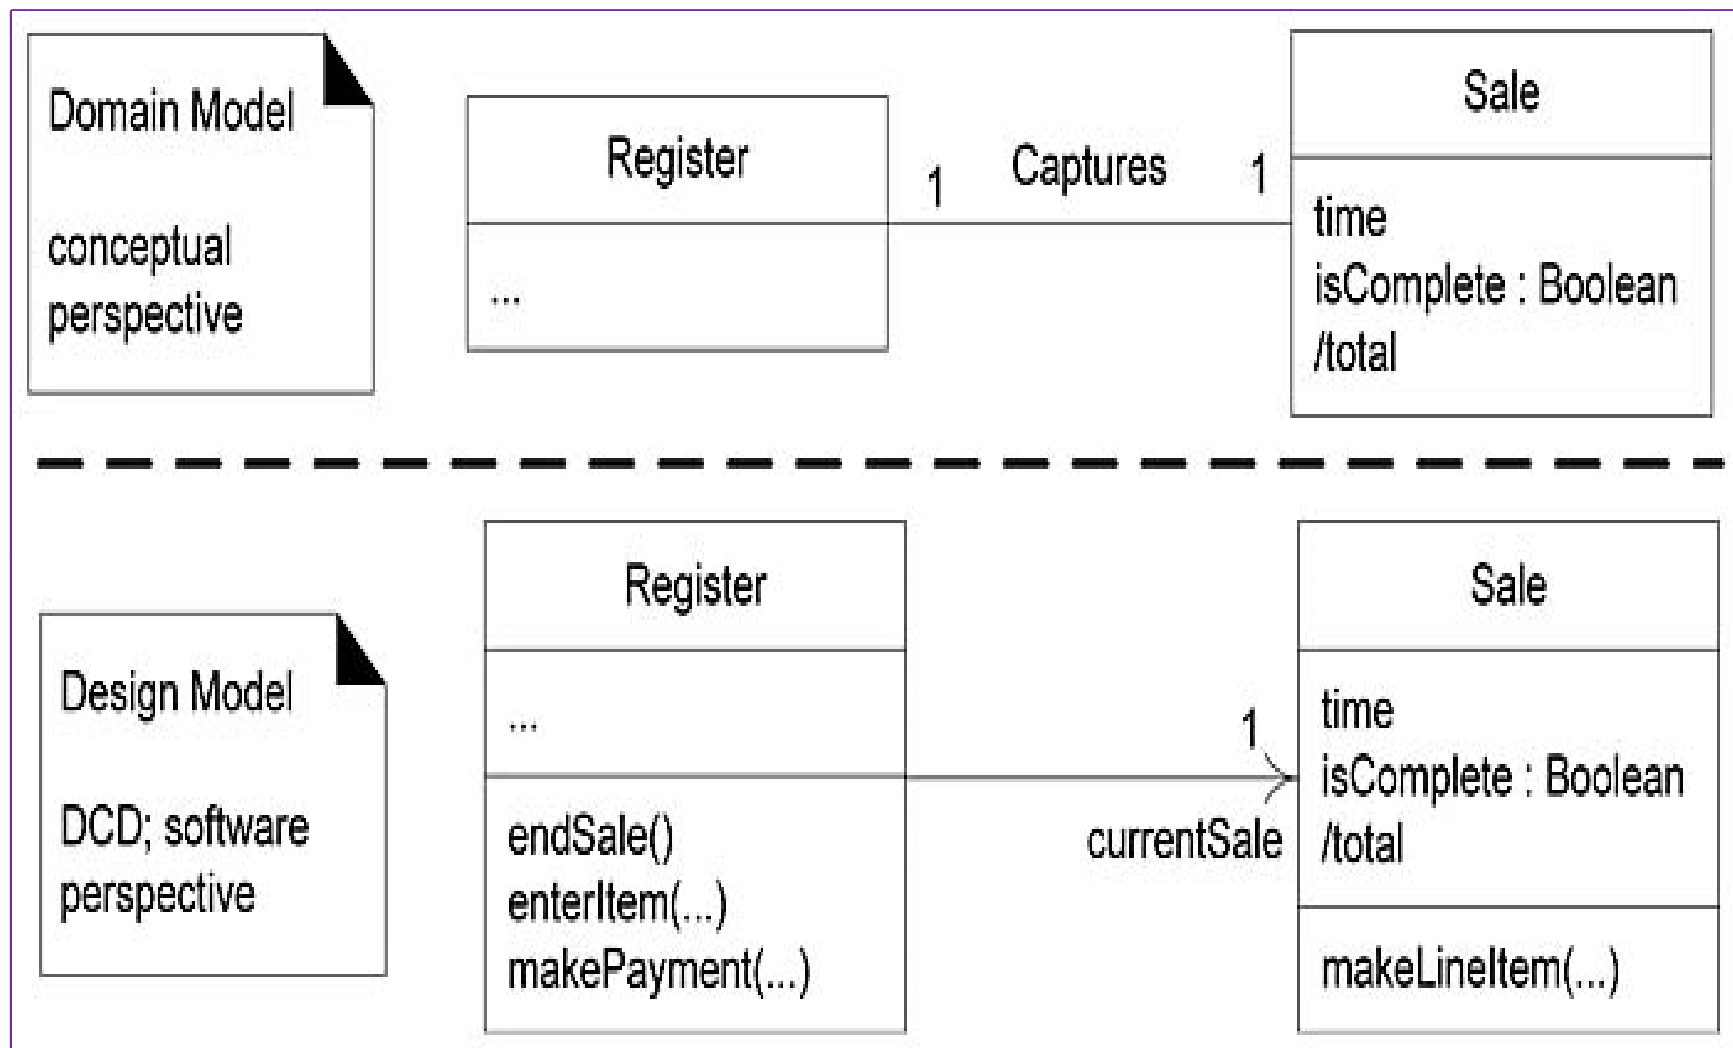 Domain Model
conceptual
perspective
Register
...
1
Captures
1
Sale
time
isComplete : Boolean
/total
Design Model
DCD; software
perspective
Register
...
endSale()
enterItem(...)
makePayment(...)
1
currentSale
Sale
time
isComplete : Boolean
/total
makeLineItem(...)